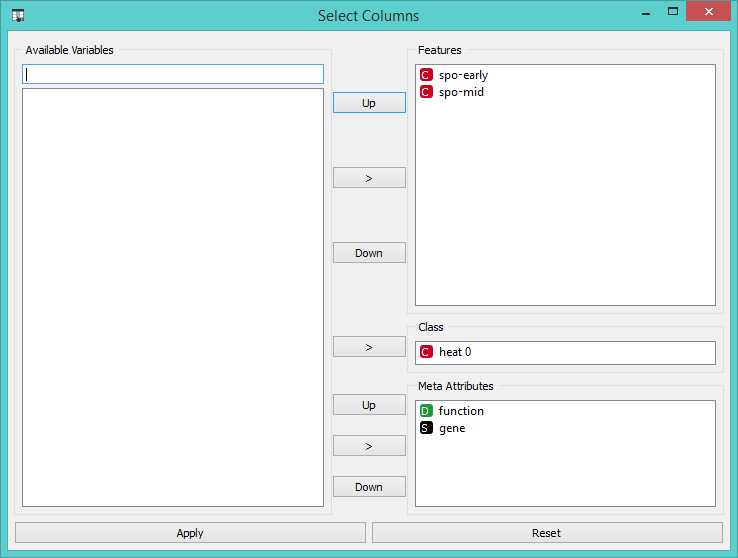 Select Columns
Available Variables
Up
>
Down
>
Up
>
Down
Features
C spo-early
C spo-mid
Class
C heat 0
Meta Attributes
D function
S gene
Apply
Reset